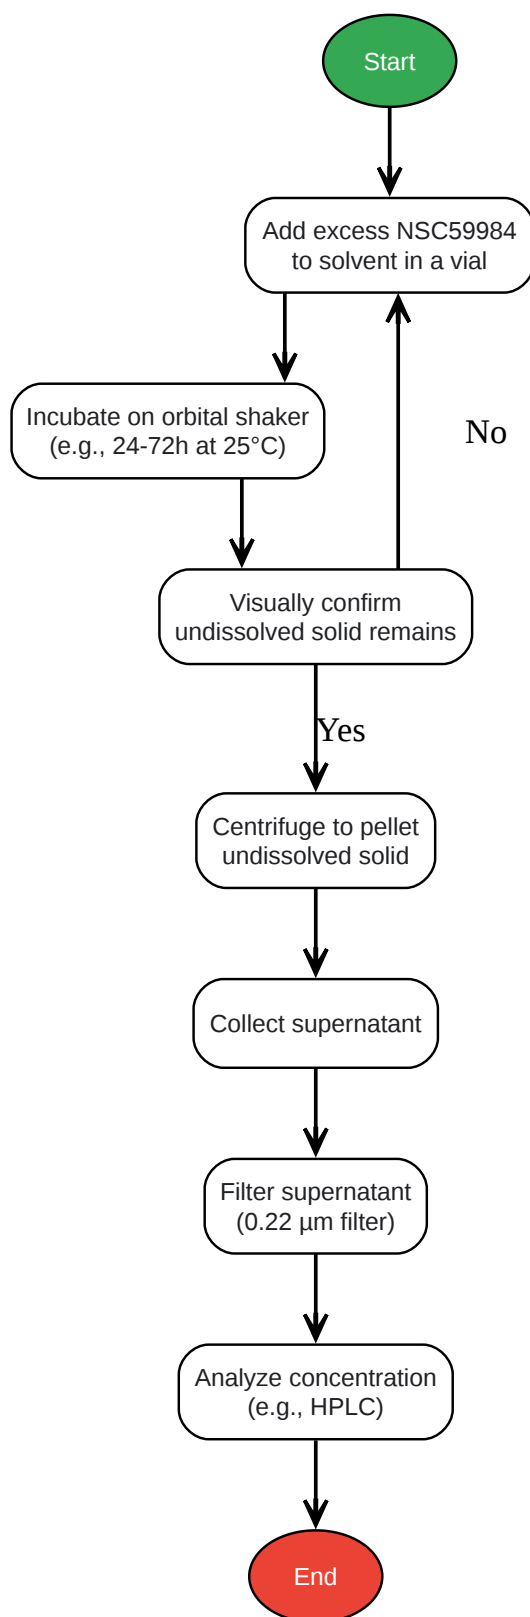 Start
Add excess NSC59984
to solvent in a vial
Incubate on orbital shaker
(e.g., 24-72h at 25°C)
No
Visually confirm
undissolved solid remains
Yes
Centrifuge to pellet
undissolved solid
Collect supernatant
Filter supernatant
(0.22 µm filter)
Analyze concentration
(e.g., HPLC)
End